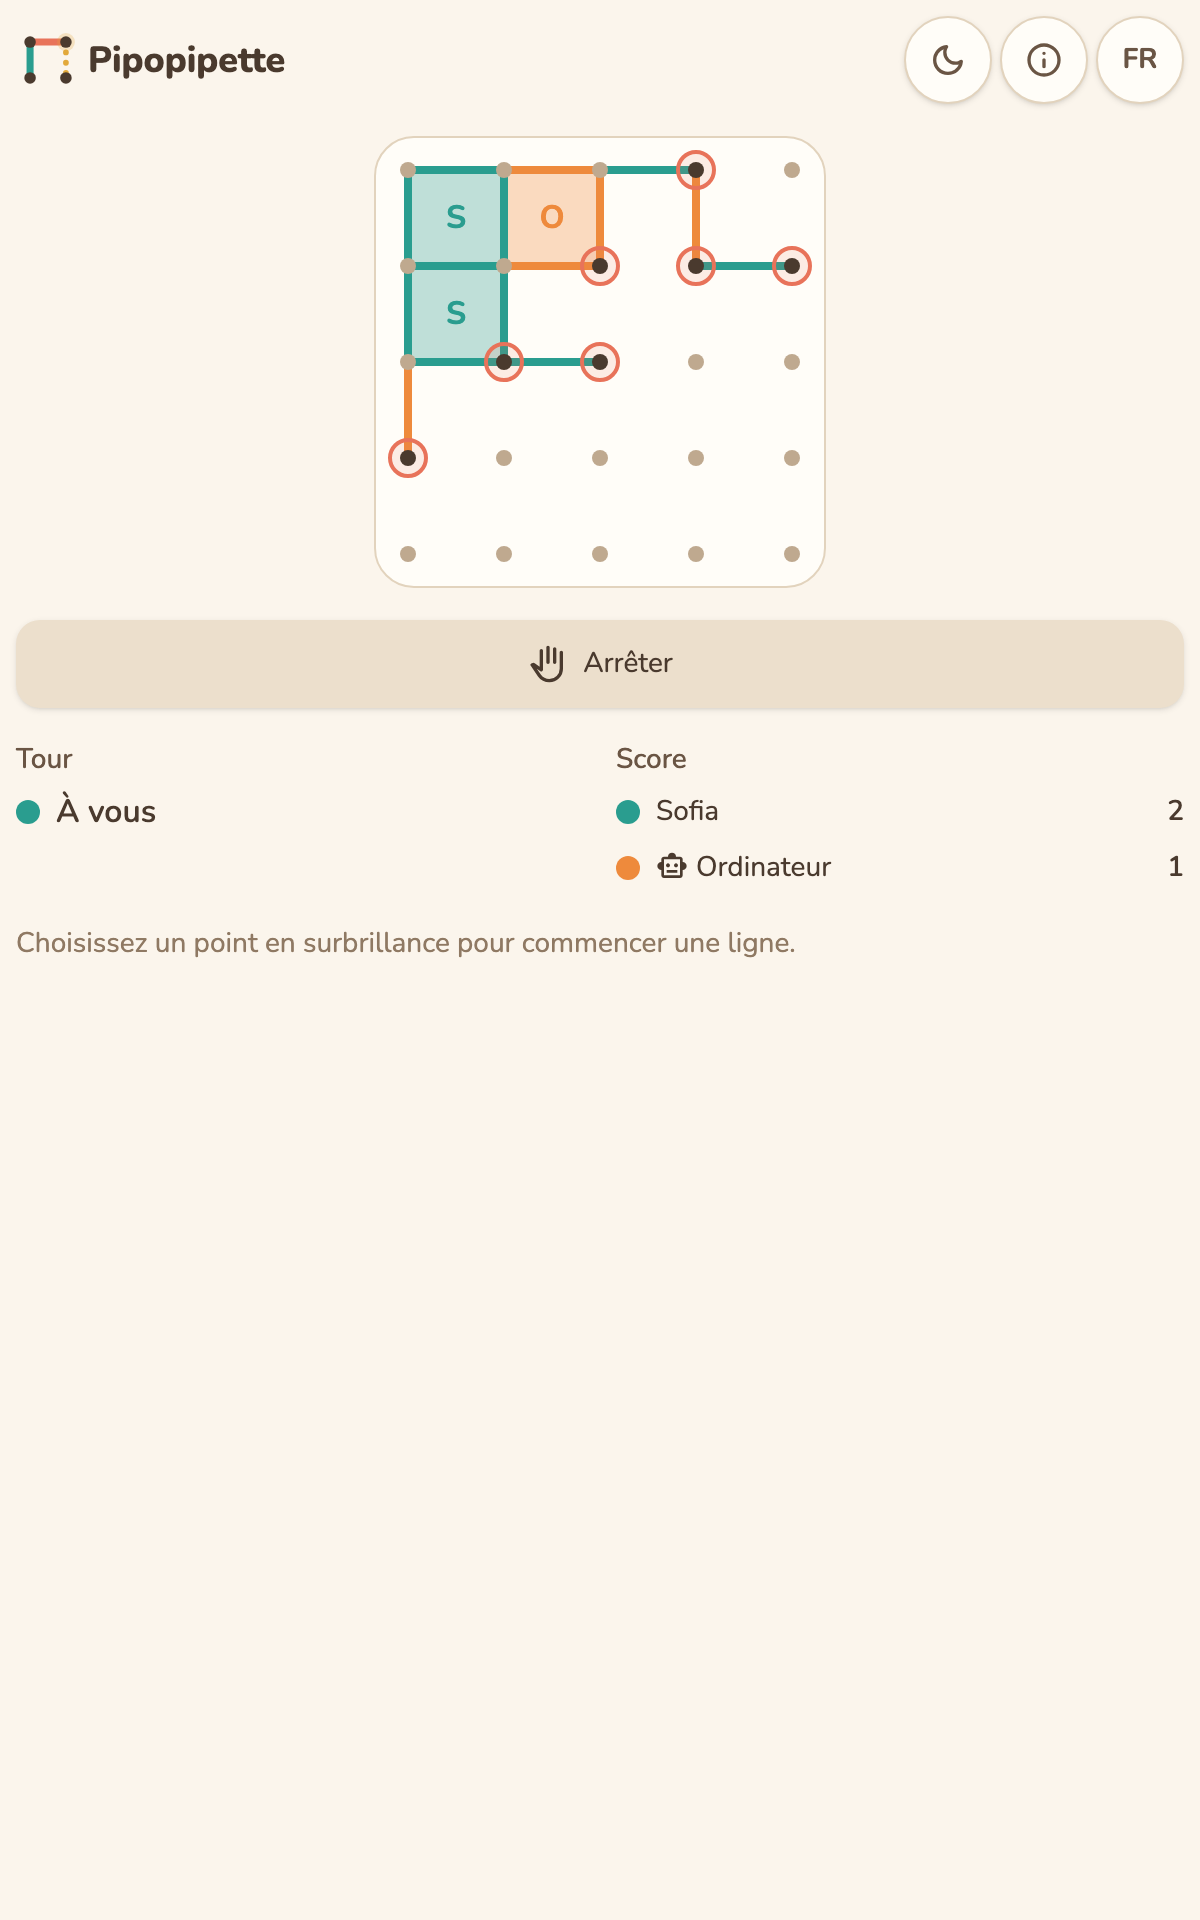 Pipopipette
FR
S
O
S
Arrêter
Tour
Score
À vous
Sofia
2
Ordinateur
1
Choisissez un point en surbrillance pour commencer une ligne.